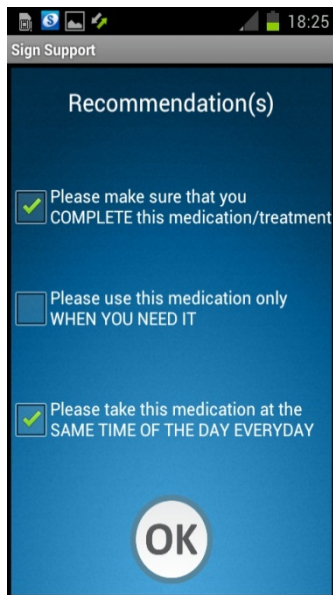 18:25
Sign Support
Recommendation(s)
Please make sure that you
COMPLETE this medication/treatment
Please use this medication only
WHEN YOU NEED IT
Please take this medication at the
SAME TIME OF THE DAY EVERYDAY
OK